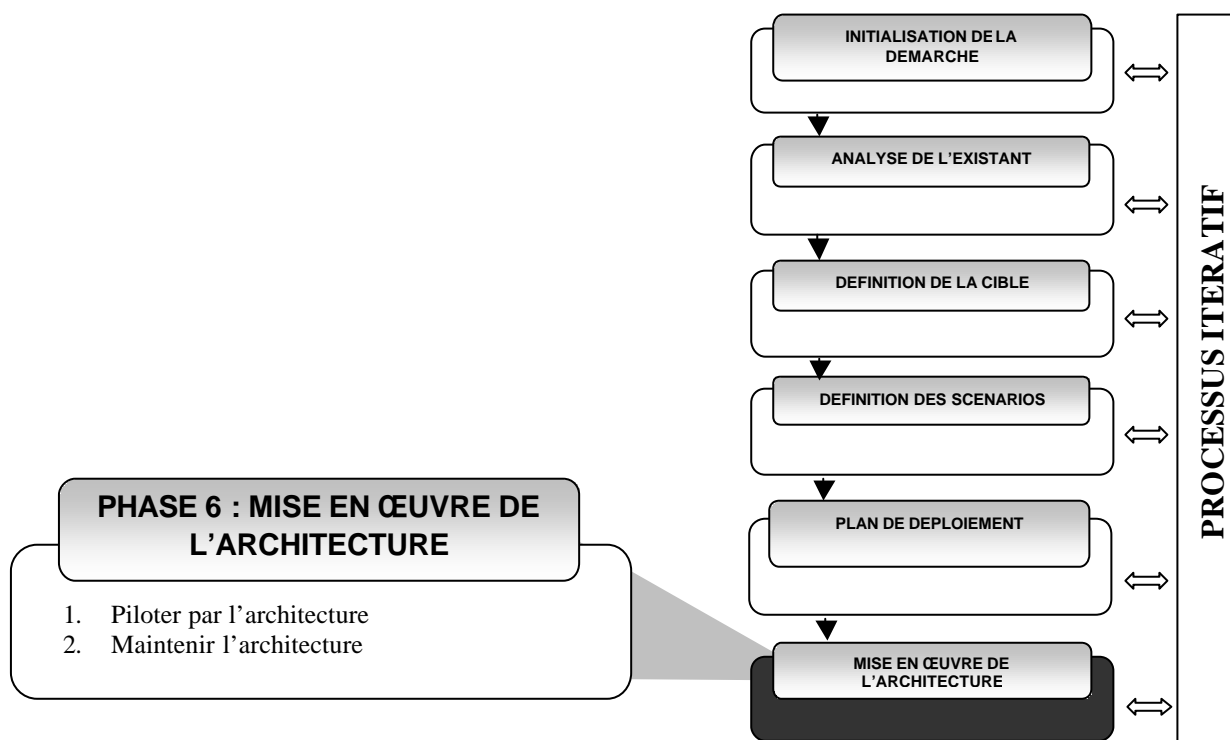 INITIALISATION DE LA
DEMARCHE
ANALYSE DE L'EXISTANT
DEFINITION DE LA CIBLE
DEFINITION DES SCENARIOS
PLAN DE DEPLOIEMENT
MISE EN ŒUVRE DE
L'ARCHITECTURE
PROCESSUS ITERATIF
PHASE 6 : MISE EN ŒUVRE DE
L'ARCHITECTURE
1. Piloter par l'architecture
2. Maintenir l'architecture